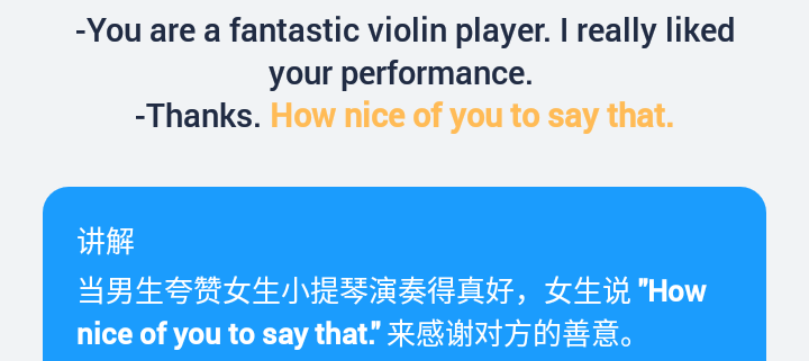 -You are a fantastic violin player. I really liked
your performance.
-Thanks. How nice of you to say that.
讲解
当男生夸赞女生小提琴演奏得真好，女生说 "How
nice of you to say that." 来感谢对方的善意。